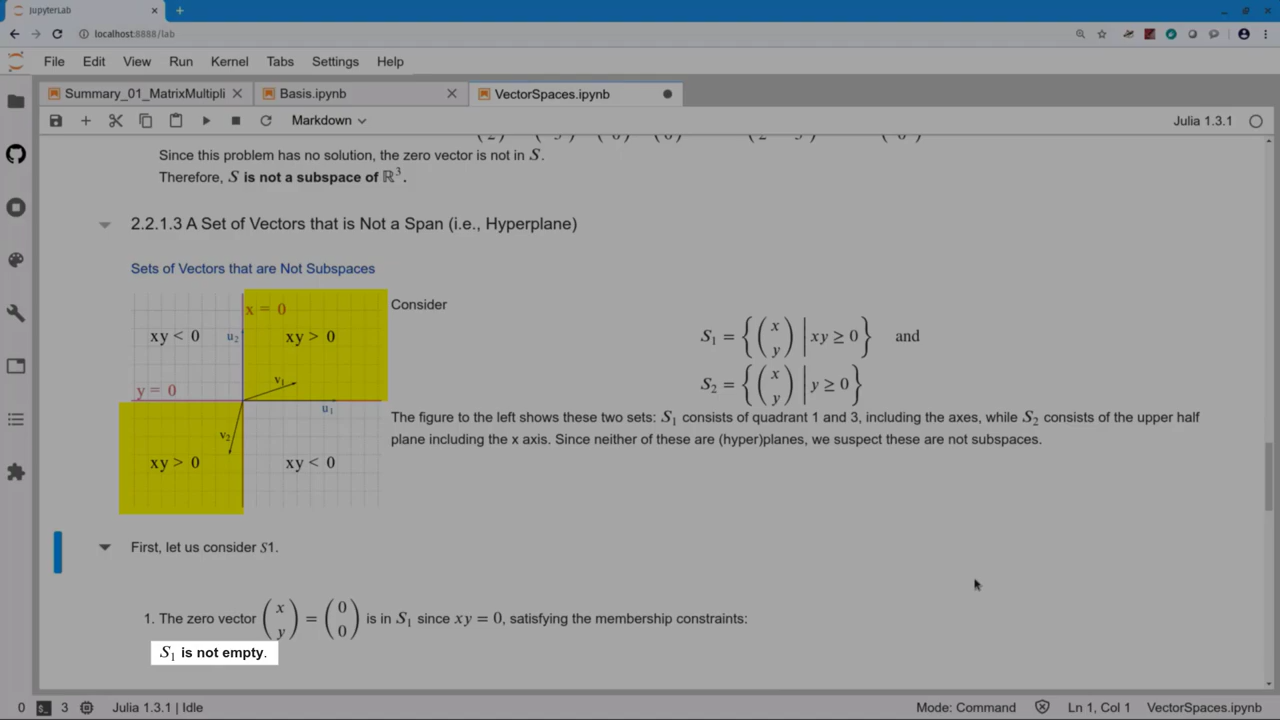 JupyterLab
localhost:8888/lab
File Edit View Run Kernel Tabs Settings Help
Summary_01_MatrixMultipli Basis.ipynb VectorSpaces.ipynb
Markdown Julia 1.3.1
Since this problem has no solution, the zero vector is not in S.
Therefore, S is not a subspace of ℝ³.
2.2.1.3 A Set of Vectors that is Not a Span (i.e., Hyperplane)
Sets of Vectors that are Not Subspaces
x = 0
xy < 0 u₂ xy > 0
v₁
y = 0
u₁
v₂
xy > 0 xy < 0
Consider
S₁ = { ( x y ) | xy ≥ 0 } and
S₂ = { ( x y ) | y ≥ 0 }
The figure to the left shows these two sets: S₁ consists of quadrant 1 and 3, including the axes, while S₂ consists of the upper half
plane including the x axis. Since neither of these are (hyper)planes, we suspect these are not subspaces.
First, let us consider S1.
1. The zero vector ( x y ) = ( 0 0 ) is in S₁ since xy = 0, satisfying the membership constraints:
S₁ is not empty.
0 3 Julia 1.3.1 | Idle Mode: Command Ln 1, Col 1 VectorSpaces.ipynb